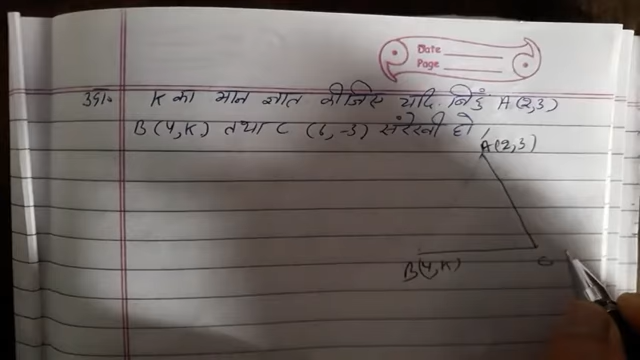 Date
Page
उदा० K का मान ज्ञात कीजिए यदि बिंदु A(2,3)
B(4,K) तथा C (6,-3) संरेखी हो,
A(2,3)
B(4,K) C